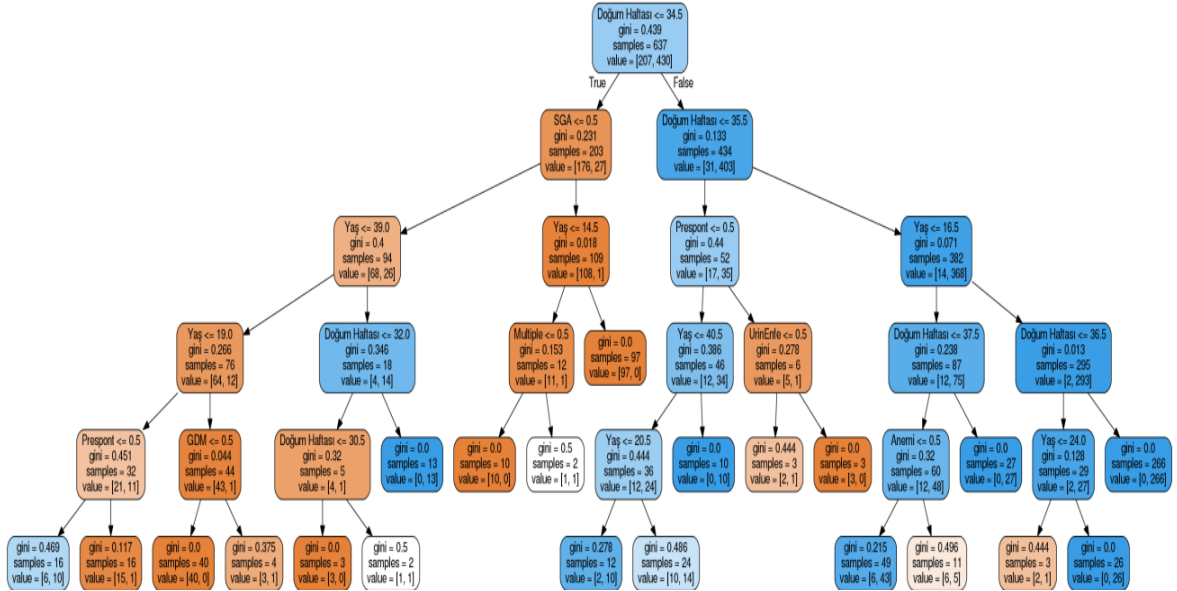 Doğum Haftası <= 34.5
gini = 0.439
samples = 637
value = [207, 430]
True
False
SGA <= 0.5
gini = 0.231
samples = 203
value = [176, 27]
Doğum Haftası <= 35.5
gini = 0.133
samples = 434
value = [31, 403]
Yaş <= 39.0
gini = 0.4
samples = 94
value = [68, 26]
Yaş <= 14.5
gini = 0.018
samples = 109
value = [108, 1]
Prespont <= 0.5
gini = 0.44
samples = 52
value = [17, 35]
Yaş <= 16.5
gini = 0.071
samples = 382
value = [14, 368]
Yaş <= 19.0
gini = 0.266
samples = 76
value = [64, 12]
Doğum Haftası <= 32.0
gini = 0.346
samples = 18
value = [4, 14]
Multiple <= 0.5
gini = 0.153
samples = 12
value = [11, 1]
gini = 0.0
samples = 97
value = [97, 0]
Yaş <= 40.5
gini = 0.386
samples = 46
value = [12, 34]
UrinEnfe <= 0.5
gini = 0.278
samples = 6
value = [5, 1]
Doğum Haftası <= 37.5
gini = 0.238
samples = 87
value = [12, 75]
Doğum Haftası <= 36.5
gini = 0.013
samples = 295
value = [2, 293]
Prespont <= 0.5
gini = 0.451
samples = 32
value = [21, 11]
GDM <= 0.5
gini = 0.044
samples = 44
value = [43, 1]
Doğum Haftası <= 30.5
gini = 0.32
samples = 5
value = [4, 1]
gini = 0.0
samples = 13
value = [0, 13]
gini = 0.0
samples = 10
value = [10, 0]
gini = 0.5
samples = 2
value = [1, 1]
Yaş <= 20.5
gini = 0.444
samples = 36
value = [12, 24]
gini = 0.0
samples = 10
value = [0, 10]
gini = 0.444
samples = 3
value = [2, 1]
gini = 0.0
samples = 3
value = [3, 0]
Anemi <= 0.5
gini = 0.32
samples = 60
value = [12, 48]
gini = 0.0
samples = 27
value = [0, 27]
Yaş <= 24.0
gini = 0.128
samples = 29
value = [2, 27]
gini = 0.0
samples = 266
value = [0, 266]
gini = 0.469
samples = 16
value = [6, 10]
gini = 0.117
samples = 16
value = [15, 1]
gini = 0.0
samples = 40
value = [40, 0]
gini = 0.375
samples = 4
value = [3, 1]
gini = 0.0
samples = 3
value = [3, 0]
gini = 0.5
samples = 2
value = [1, 1]
gini = 0.278
samples = 12
value = [2, 10]
gini = 0.486
samples = 24
value = [10, 14]
gini = 0.215
samples = 49
value = [6, 43]
gini = 0.496
samples = 11
value = [6, 5]
gini = 0.444
samples = 3
value = [2, 1]
gini = 0.0
samples = 26
value = [0, 26]